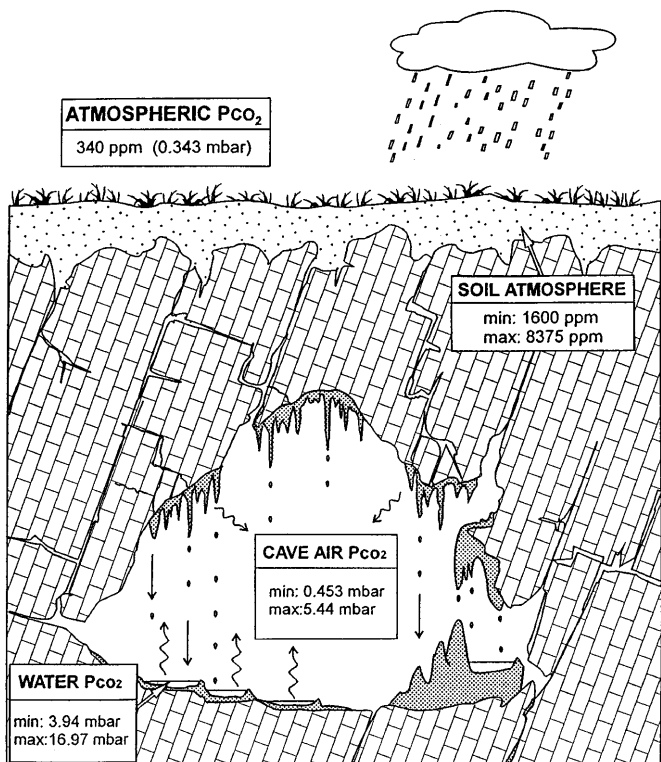 ATMOSPHERIC PCO₂
340 ppm (0.343 mbar)
SOIL ATMOSPHERE
min: 1600 ppm
max: 8375 ppm
CAVE AIR PCO₂
min: 0.453 mbar
max:5.44 mbar
WATER PCO₂
min: 3.94 mbar
max:16.97 mbar